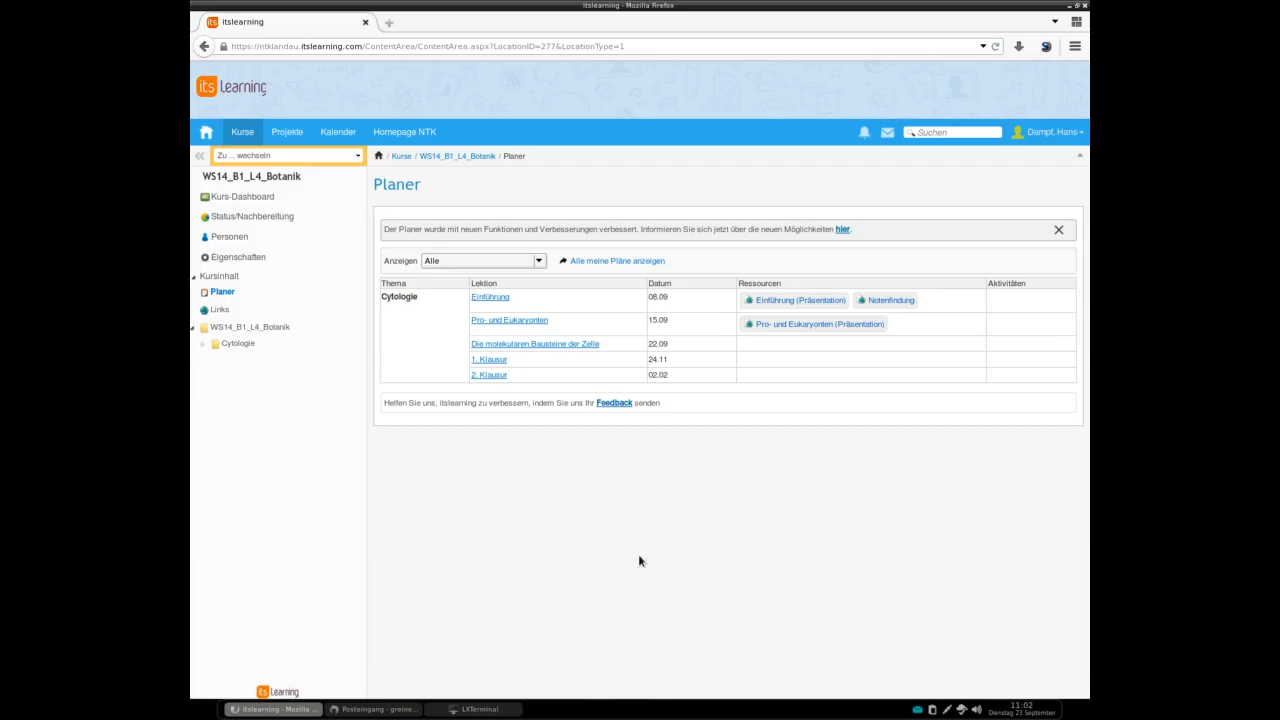 itslearning - Mozilla Firefox
itslearning
https://ntklandau.itslearning.com/ContentArea/ContentArea.aspx?LocationID=277&LocationType=1
its Learning
Kurse Projekte Kalender Homepage NTK Suchen Dampf, Hans
Zu ... wechseln
/ Kurse / WS14_B1_L4_Botanik / Planer
WS14_B1_L4_Botanik
Kurs-Dashboard
Status/Nachbereitung
Personen
Eigenschaften
Kursinhalt
Planer
Links
WS14_B1_L4_Botanik
Cytologie
Planer
Der Planer wurde mit neuen Funktionen und Verbesserungen verbessert. Informieren Sie sich jetzt über die neuen Möglichkeiten hier.
Anzeigen Alle Alle meine Pläne anzeigen
Thema Lektion Datum Ressourcen Aktivitäten
Cytologie Einführung 08.09 Einführung (Präsentation) Notenfindung
Pro- und Eukaryonten 15.09 Pro- und Eukaryonten (Präsentation)
Die molekularen Bausteine der Zelle 22.09
1. Klausur 24.11
2. Klausur 02.02
Helfen Sie uns, itslearning zu verbessern, indem Sie uns Ihr Feedback senden
its Learning
itslearning - Mozilla ... Posteingang - greine... LXTerminal 11:02
Dienstag 23 September